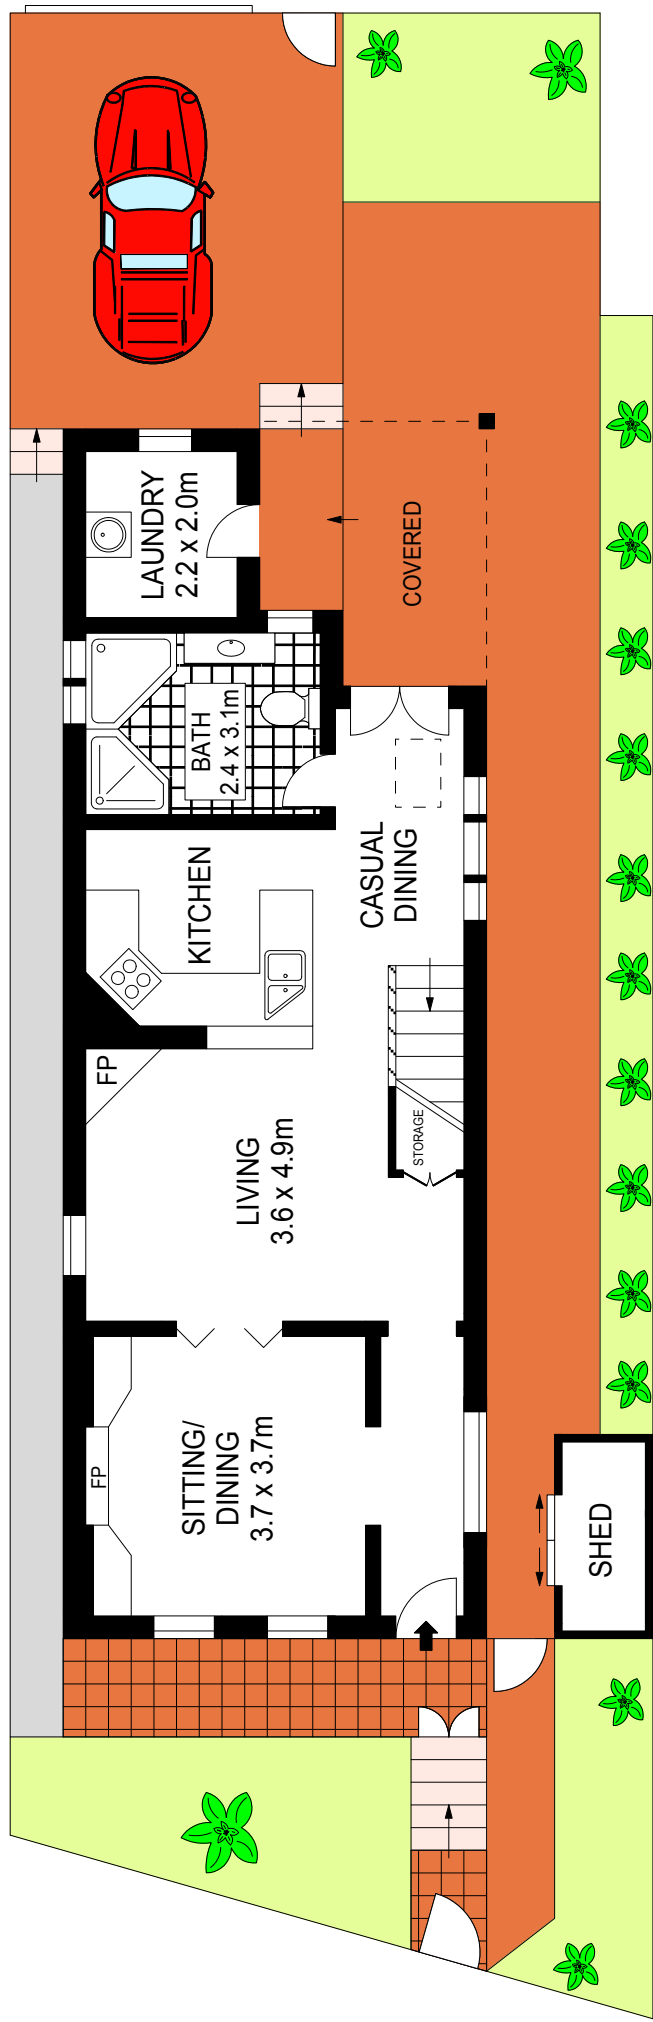 LAUNDRY
2.2 x 2.0m
COVERED
BATH
2.4 x 3.1m
KITCHEN
CASUAL
DINING
FP
LIVING
3.6 x 4.9m
STORAGE
FP
SITTING/
DINING
3.7 x 3.7m
SHED